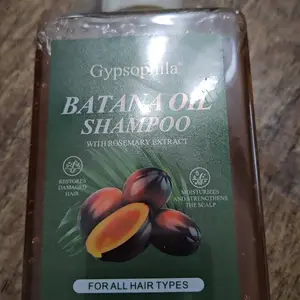 Gypsophila
BATANA OIL
SHAMPOO
WITH ROSEMARY EXTRACT
RESTORES
DAMAGED
HAIR
MOISTURIZES
AND STRENGTHENS
THE SCALP
FOR ALL HAIR TYPES